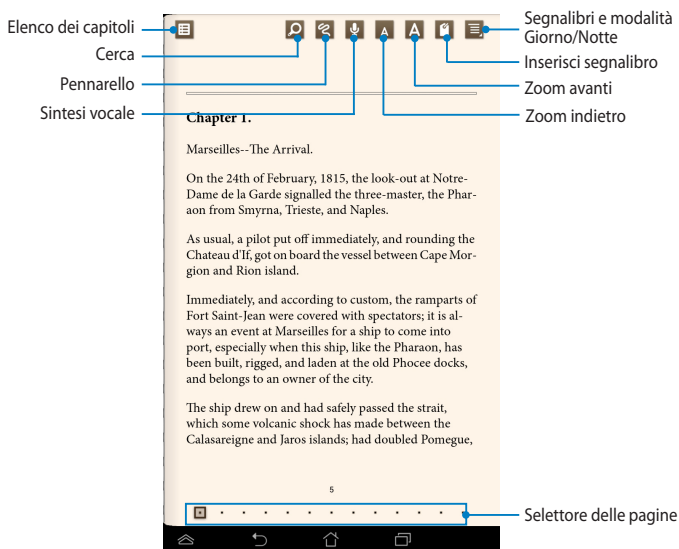 Elenco dei capitoli
Cerca
Pennarello
Sintesi vocale
Segnalibri e modalità
Giorno/Notte
Inserisci segnalibro
Zoom avanti
Zoom indietro
A
A
Chapter 1.
Marseilles--The Arrival.
On the 24th of February, 1815, the look-out at Notre-
Dame de la Garde signalled the three-master, the Phar-
aon from Smyrna, Trieste, and Naples.
As usual, a pilot put off immediately, and rounding the
Chateau d'If, got on board the vessel between Cape Mor-
gion and Rion island.
Immediately, and according to custom, the ramparts of
Fort Saint-Jean were covered with spectators; it is al-
ways an event at Marseilles for a ship to come into
port, especially when this ship, like the Pharaon, has
been built, rigged, and laden at the old Phocee docks,
and belongs to an owner of the city.
The ship drew on and had safely passed the strait,
which some volcanic shock has made between the
Calasareigne and Jaros islands; had doubled Pomegue,
5
Selettore delle pagine